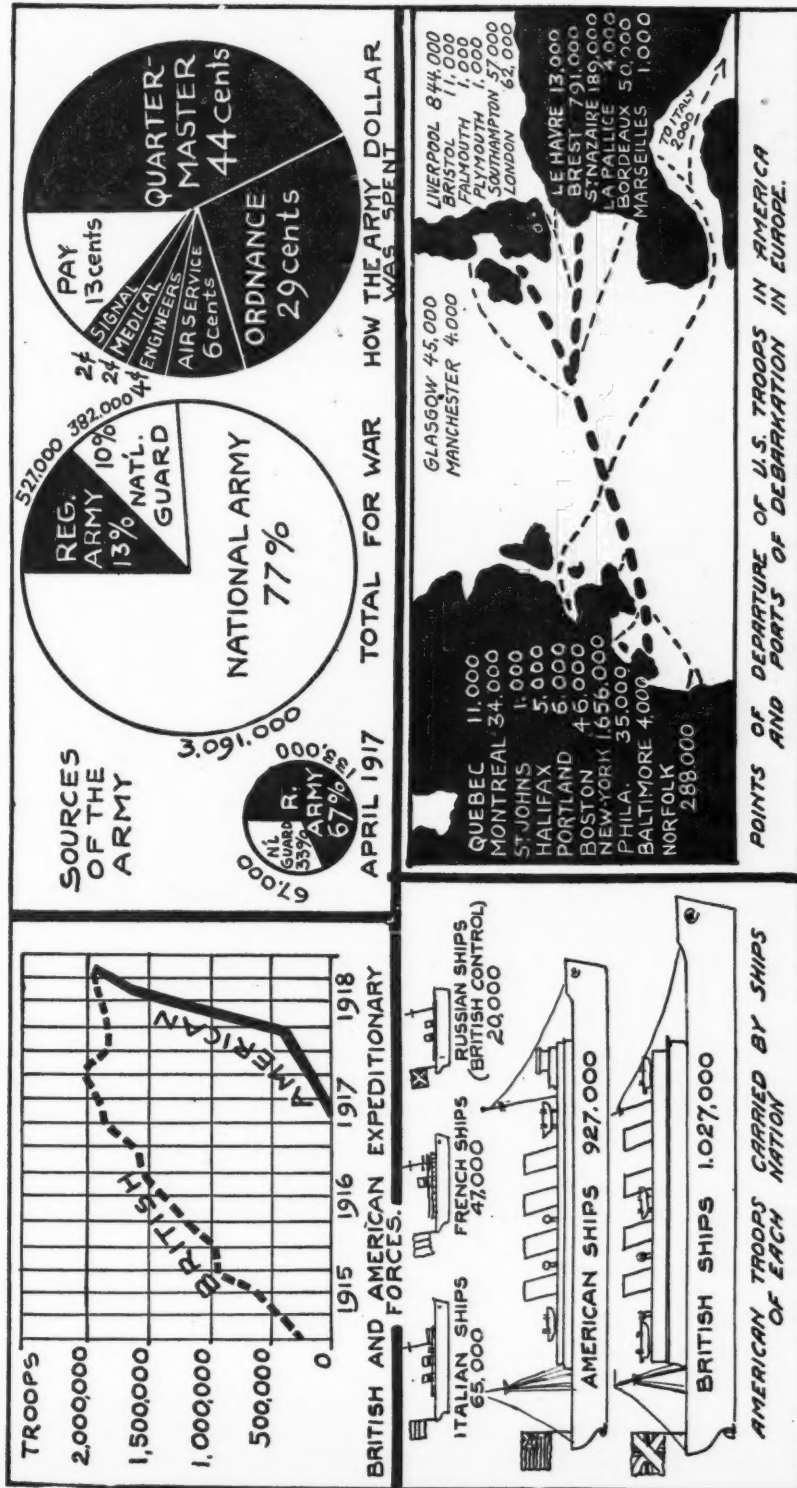 TROOPS
2,000,000
1,500,000
1,000,000
500,000
0
BRITISH
AMERICAN
1915
1916
1917
1918
BRITISH AND AMERICAN EXPEDITIONARY
FORCES.
SOURCES
OF THE
ARMY
67,000
N'L
GUARD
33%
R.
ARMY
67%
133,000
APRIL 1917
527.000
382.000
REG.
ARMY
13%
10%
NAT'L.
GUARD
NATIONAL ARMY
77%
3.091.000
TOTAL FOR WAR
PAY
13 cents
2¢
SIGNAL
2¢
MEDICAL
4¢
ENGINEERS
AIR SERVICE
6 cents
ORDNANCE
29 cents
QUARTER-
MASTER
44 cents
HOW THE ARMY DOLLAR
WAS SPENT
ITALIAN SHIPS
65,000
FRENCH SHIPS
47,000
RUSSIAN SHIPS
(BRITISH CONTROL)
20,000
AMERICAN SHIPS 927.000
BRITISH SHIPS 1.027,000
AMERICAN TROOPS CARRIED BY SHIPS
OF EACH NATION
QUEBEC 11.000
MONTREAL 34.000
ST JOHNS 1.000
HALIFAX 5.000
PORTLAND 6.000
BOSTON 46.000
NEW YORK 1.656.000
PHILA. 35.000
BALTIMORE 4.000
NORFOLK
288.000
GLASGOW 45,000
MANCHESTER 4.000
LIVERPOOL 844.000
BRISTOL 11.000
FALMOUTH 1,000
PLYMOUTH 1.000
SOUTHAMPTON 57000
LONDON 62,000
LE HAVRE 13,000
BREST 791.000
ST NAZAIRE 189.000
LA PALLICE 4.000
BORDEAUX 50,000
MARSEILLES 1.000
TO ITALY
2000
POINTS OF DEPARTURE OF U.S. TROOPS IN AMERICA
AND PORTS OF DEBARKATION IN EUROPE.